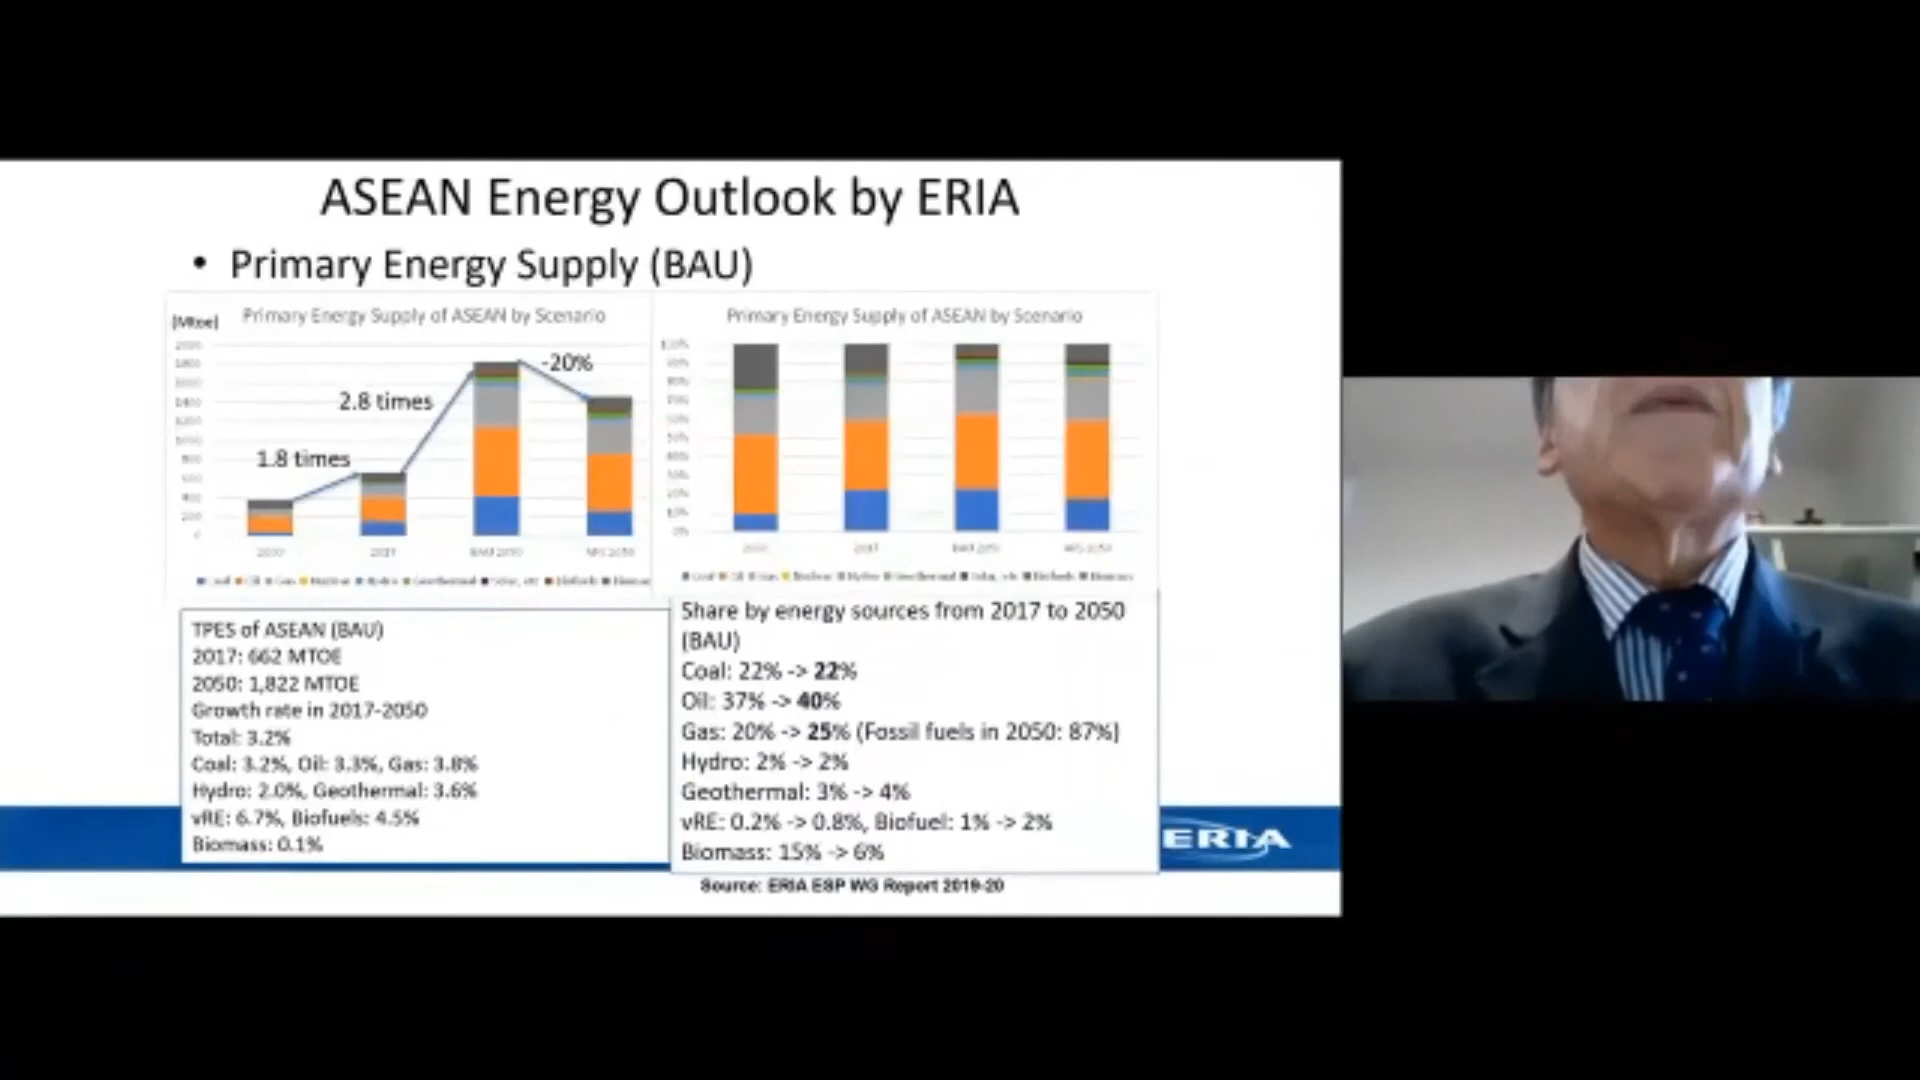 ASEAN Energy Outlook by ERIA
• Primary Energy Supply (BAU)
(Mtoe) Primary Energy Supply of ASEAN by Scenario
-20%
2.8 times
1.8 times
2017
BAU 2050
Primary Energy Supply of ASEAN by Scenario
2017
BAU 2050
TPES of ASEAN (BAU)
2017: 662 MTOE
2050: 1,822 MTOE
Growth rate in 2017-2050
Total: 3.2%
Coal: 3.2%, Oil: 3.3%, Gas: 3.8%
Hydro: 2.0%, Geothermal: 3.6%
vRE: 6.7%, Biofuels: 4.5%
Biomass: 0.1%
Share by energy sources from 2017 to 2050
(BAU)
Coal: 22% -> 22%
Oil: 37% -> 40%
Gas: 20% -> 25% (Fossil fuels in 2050: 87%)
Hydro: 2% -> 2%
Geothermal: 3% -> 4%
vRE: 0.2% -> 0.8%, Biofuel: 1% -> 2%
Biomass: 15% -> 6%
ERIA
Source: ERIA ESP WG Report 2019-20